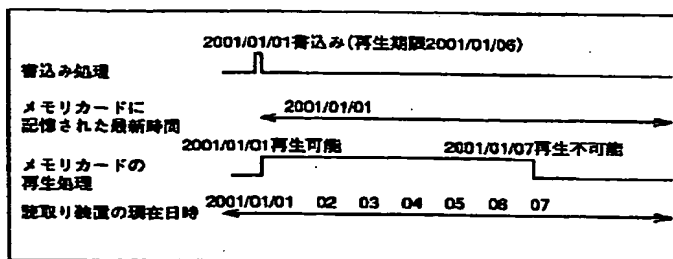 2001/01/01書込み(再生期限2001/01/06)
書込み処理
メモリカードに
記憶された最新時間
2001/01/01
2001/01/01再生可能
2001/01/07再生不可能
メモリカードの
再生処理
読取り装置の現在日時
2001/01/01 02 03 04 05 06 07